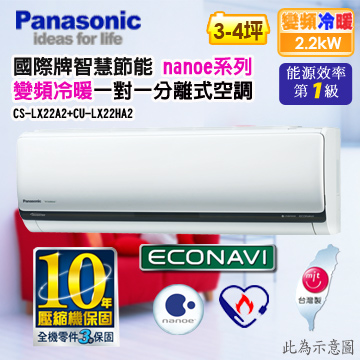 Panasonic
ideas for life
3-4坪
變頻冷暖
2.2kW
國際牌智慧節能 nanoe系列
變頻冷暖一對一分離式空調
能源效率
第1級
CS-LX22A2+CU-LX22HA2
Panasonic
10年
壓縮機保固
全機零件3年保固
ECONAVI
nanoe
mit
台灣製
此為示意圖